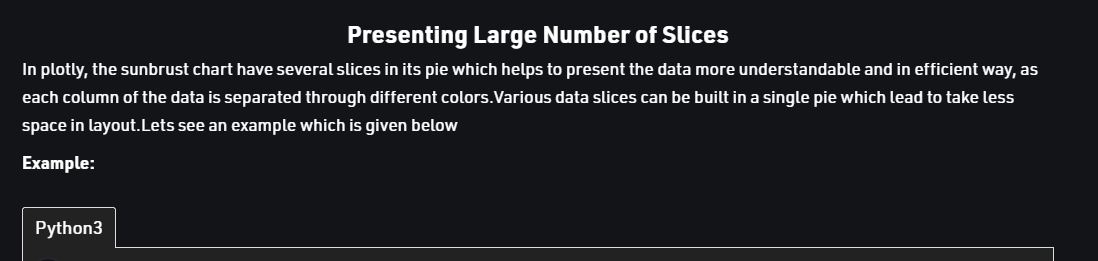 Presenting Large Number of Slices
In plotly, the sunbrust chart have several slices in its pie which helps to present the data more understandable and in efficient way, as
each column of the data is separated through different colors.Various data slices can be built in a single pie which lead to take less
space in layout.Lets see an example which is given below
Example:
Python3